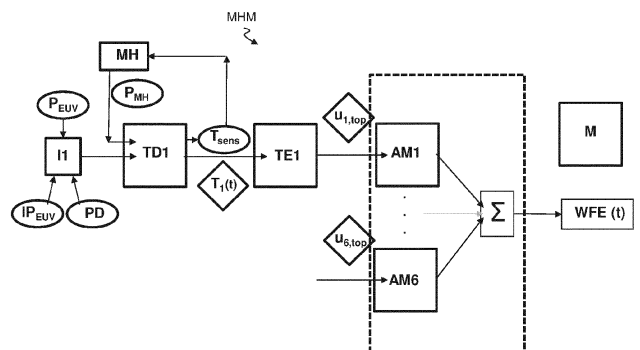 MHM
MH
P_MH
P_EUV
T_sens
u_1,top
I1
TD1
TE1
AM1
M
T_1(t)
IP_EUV
PD
Σ
WFE (t)
u_6,top
AM6